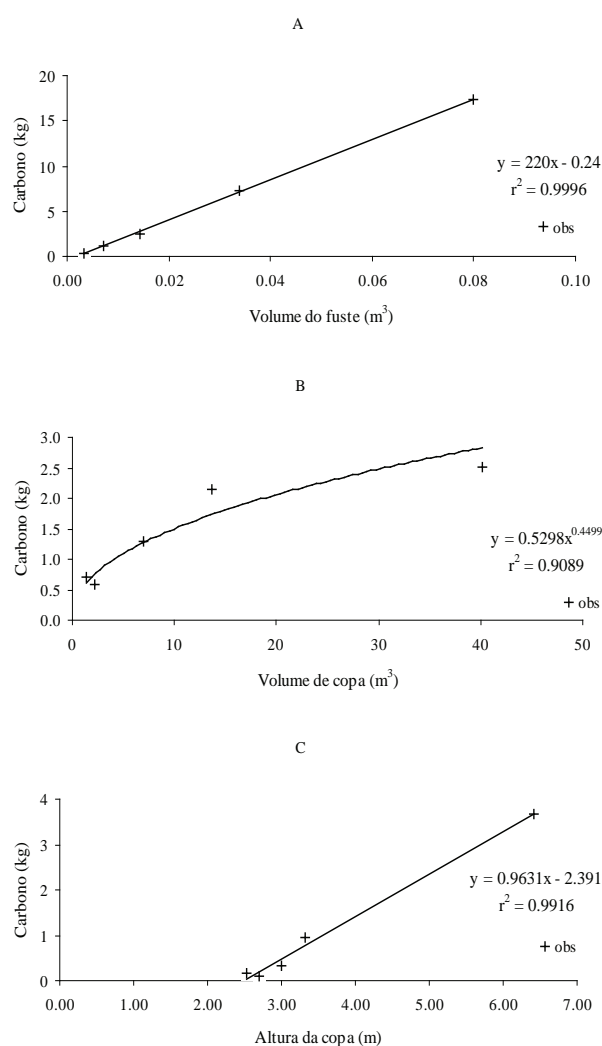 A
20
15
10
5
0
Carbono (kg)
y = 220x - 0.24
r² = 0.9996
+ obs
0.00 0.02 0.04 0.06 0.08 0.10
Volume do fuste (m³)
B
3.0
2.5
2.0
1.5
1.0
0.5
0.0
Carbono (kg)
y = 0.5298x^0.4499
r² = 0.9089
+ obs
0 10 20 30 40 50
Volume de copa (m³)
C
4
3
2
1
0
Carbono (kg)
y = 0.9631x - 2.391
r² = 0.9916
+ obs
0.00 1.00 2.00 3.00 4.00 5.00 6.00 7.00
Altura da copa (m)